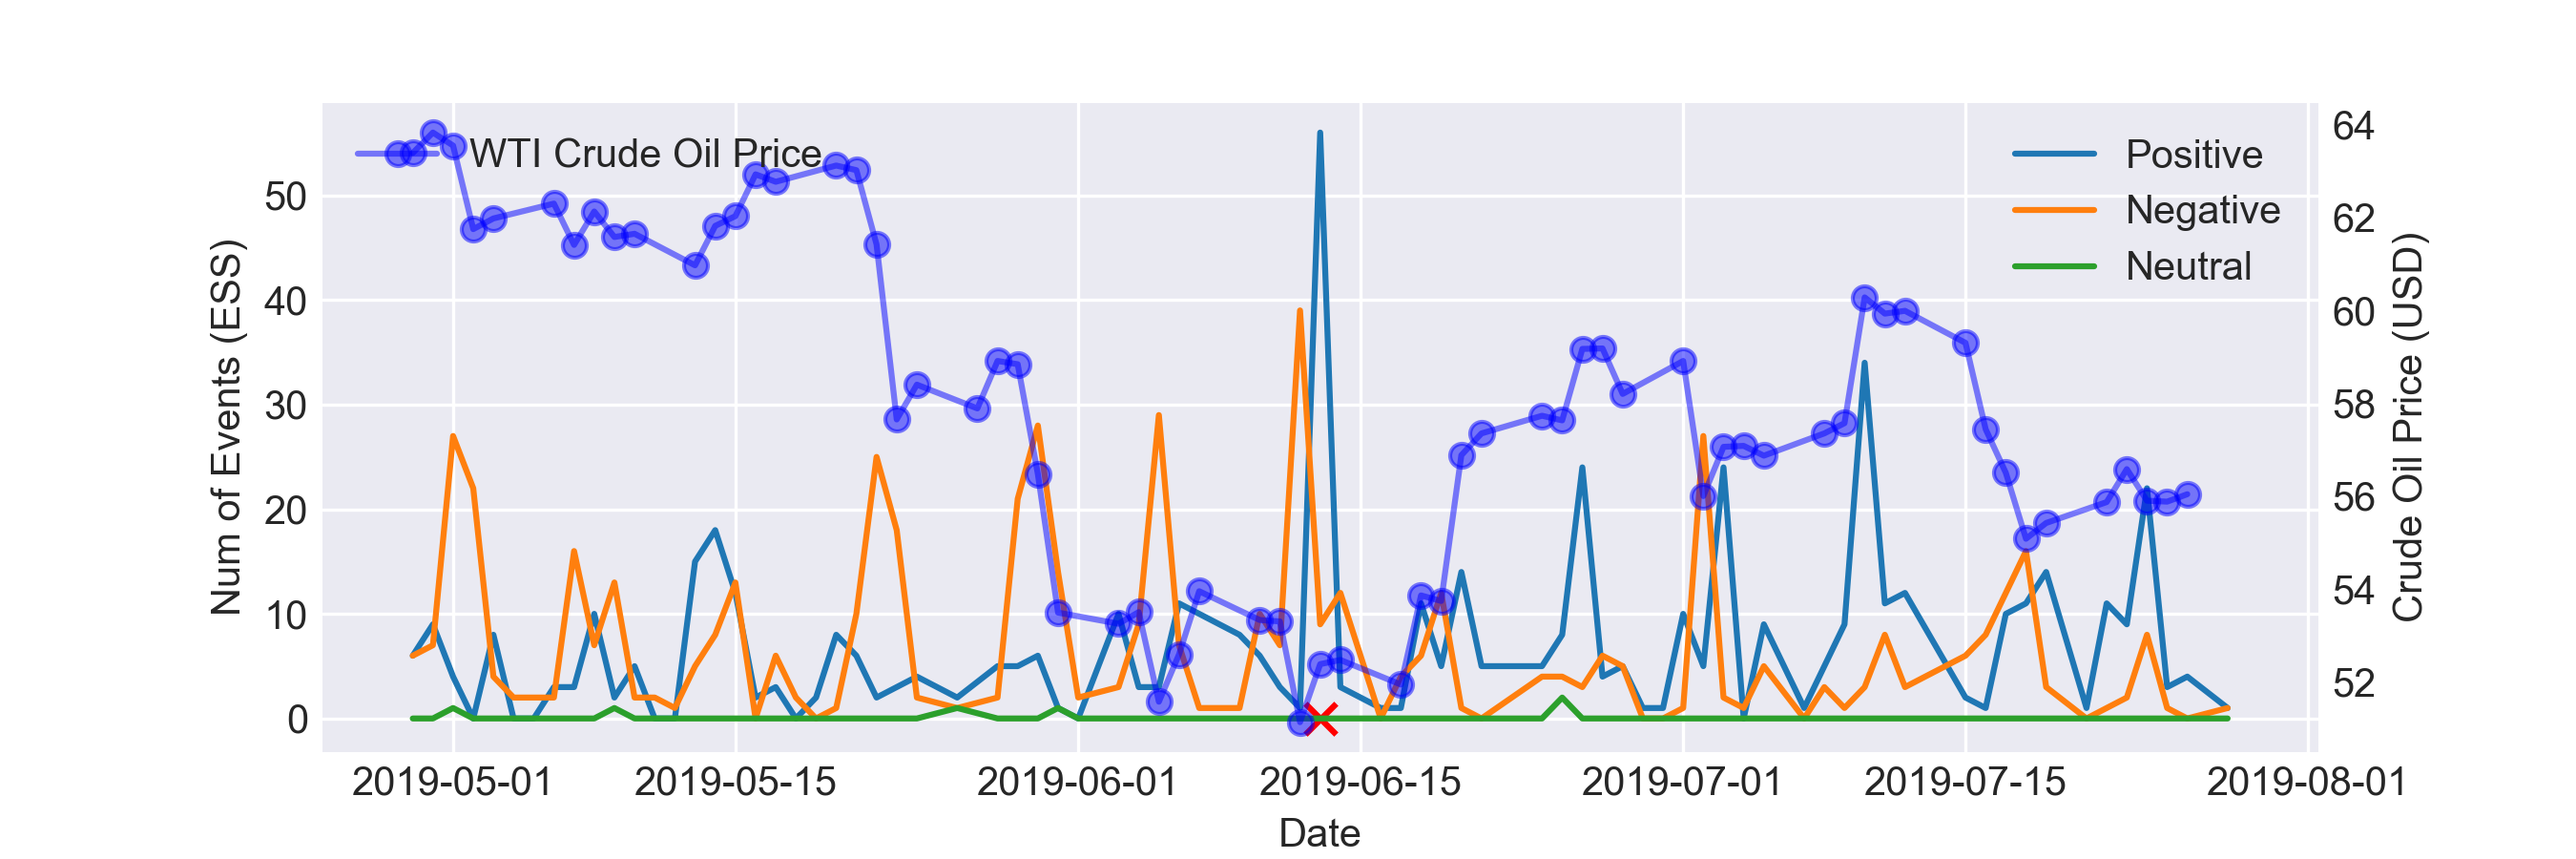 WTI Crude Oil Price
Positive
Negative
Neutral
Num of Events (ESS)
50
40
30
20
10
0
64
62
60
58
56
54
52
Crude Oil Price (USD)
2019-05-01
2019-05-15
2019-06-01
2019-06-15
2019-07-01
2019-07-15
2019-08-01
Date